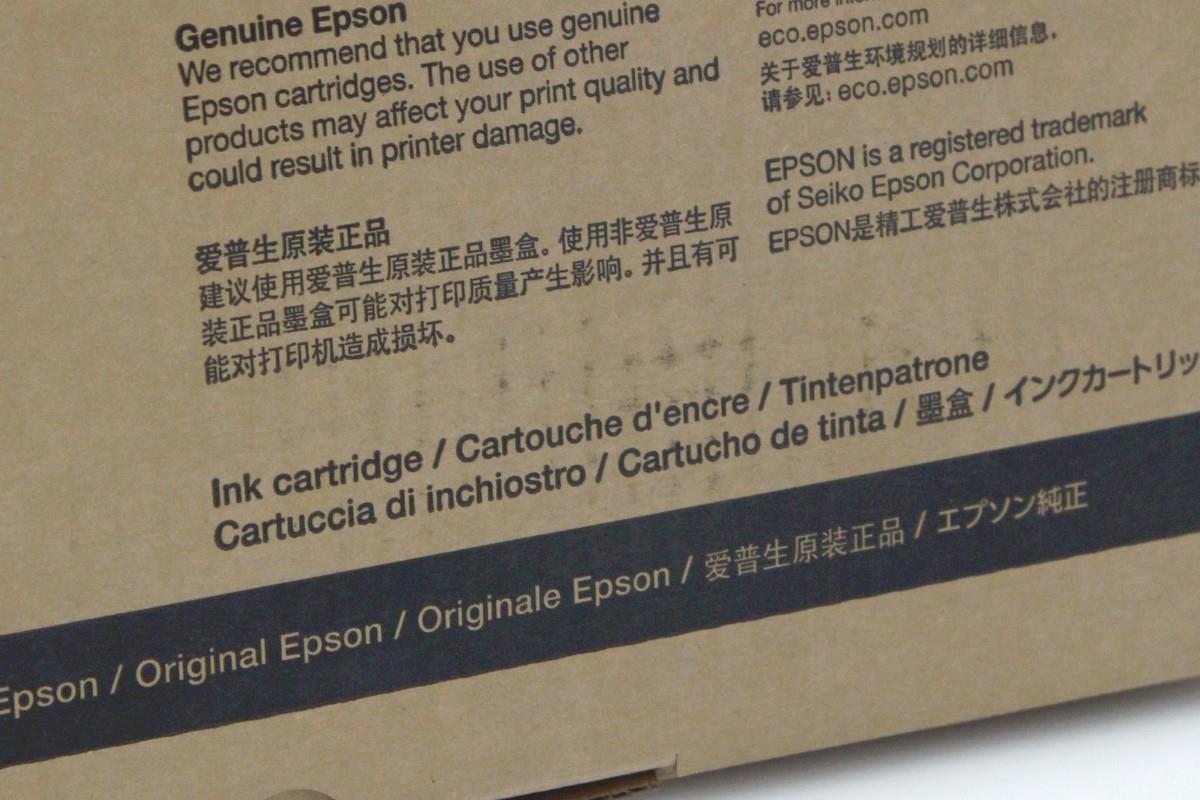 Genuine Epson
We recommend that you use genuine
Epson cartridges. The use of other
products may affect your print quality and
could result in printer damage.
爱普生原装正品
建议使用爱普生原装正品墨盒。使用非爱普生原
装正品墨盒可能对打印质量产生影响。并且有可
能对打印机造成损坏。
For more
eco.epson.com
关于爱普生环境规划的详细信息,
请参见: eco.epson.com
EPSON is a registered trademark
of Seiko Epson Corporation.
EPSON是精工爱普生株式会社的注册商标
Ink cartridge / Cartouche d'encre / Tintenpatrone
Cartuccia di inchiostro / Cartucho de tinta / 墨盒 / インクカートリッ
Epson / Original Epson / Originale Epson / 爱普生原装正品 / エプソン純正